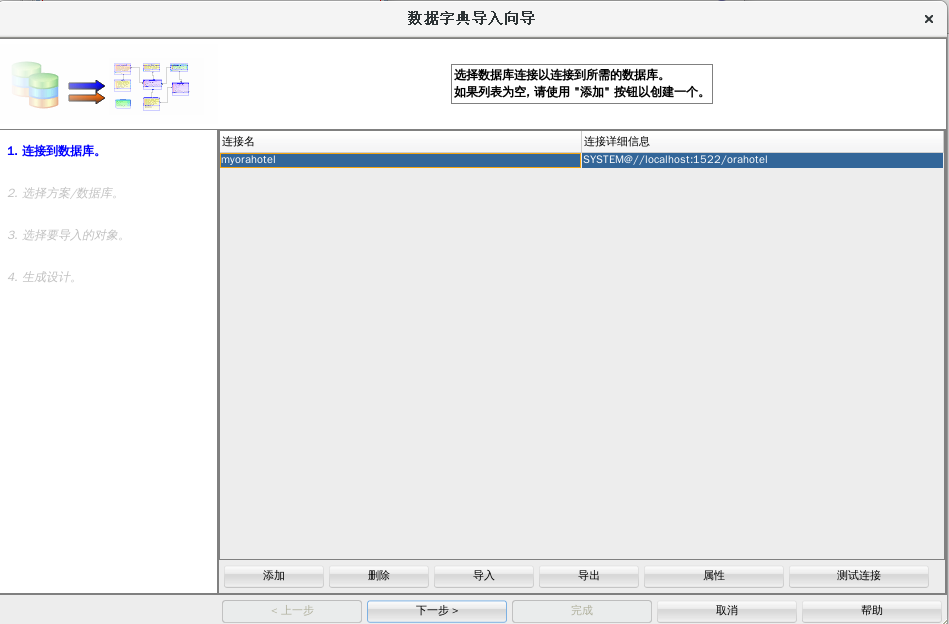 数据字典导入向导
选择数据库连接以连接到所需的数据库。
如果列表为空, 请使用 "添加" 按钮以创建一个。
1. 连接到数据库。
2. 选择方案/数据库。
3. 选择要导入的对象。
4. 生成设计。
连接名 连接详细信息
myorahotel SYSTEM@//localhost:1522/orahotel
添加 删除 导入 导出 属性 测试连接
< 上一步 下一步 > 完成 取消 帮助